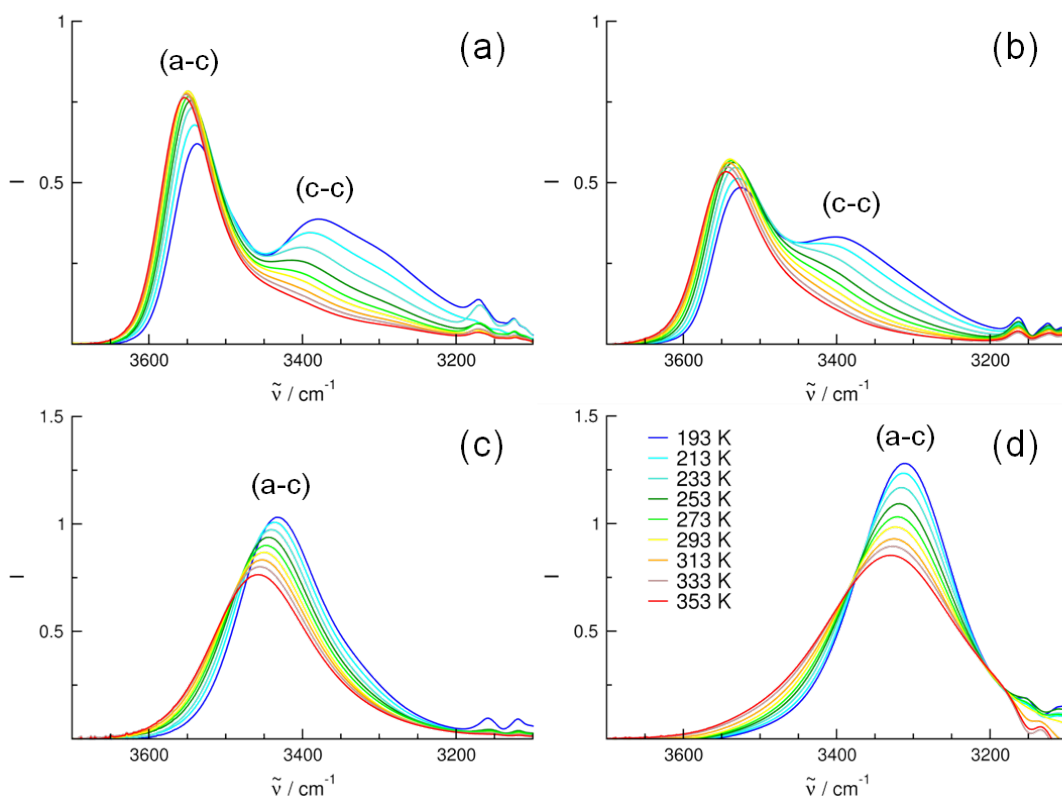 1
(a-c)
(a)
0.5
(c-c)
I
3600
3400
3200
ν̃ / cm⁻¹
1
(b)
(a-c)
0.5
(c-c)
I
3600
3400
3200
ν̃ / cm⁻¹
1.5
(c)
(a-c)
1
I
0.5
3600
3400
3200
ν̃ / cm⁻¹
1.5
(a-c)
(d)
193 K
213 K
233 K
253 K
273 K
293 K
313 K
333 K
353 K
1
I
0.5
3600
3400
3200
ν̃ / cm⁻¹